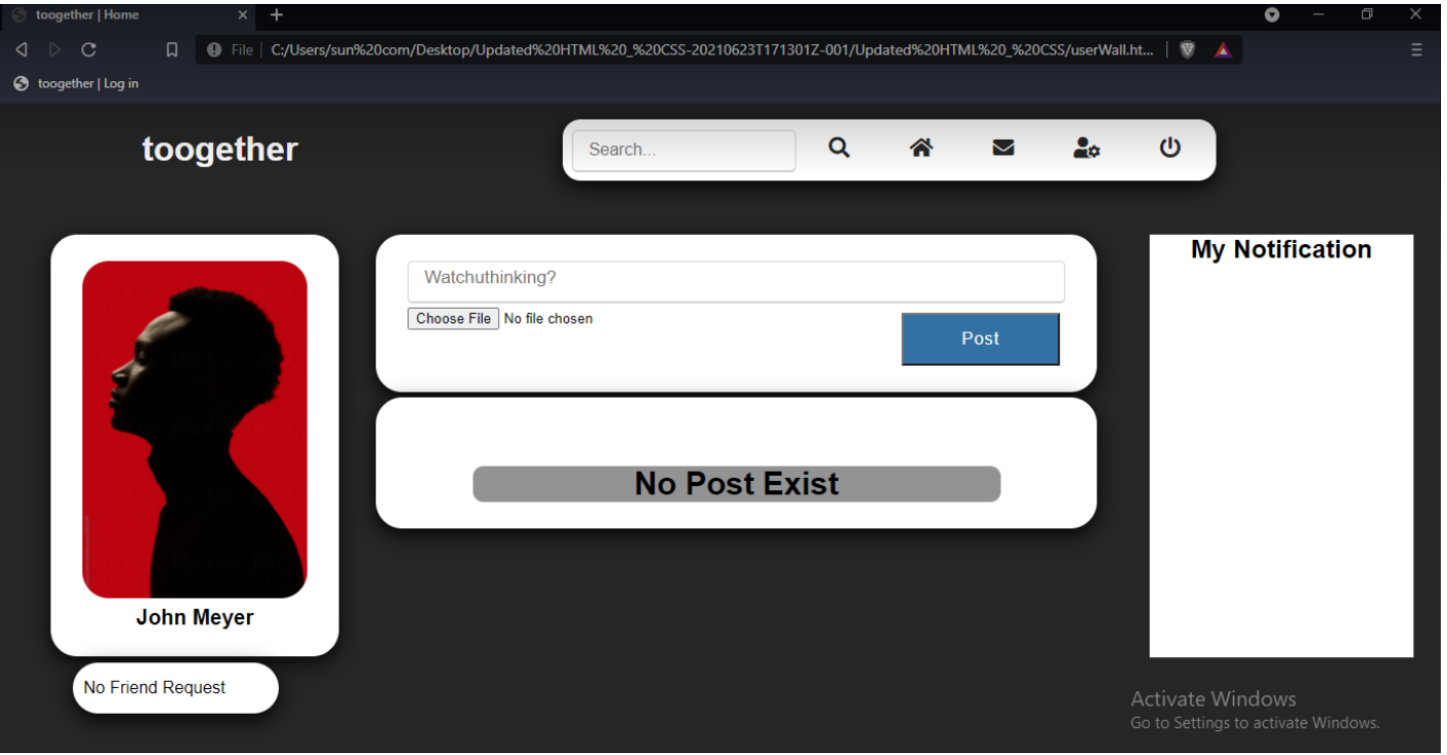 toogether | Home
File | C:/Users/sun%20com/Desktop/Updated%20HTML%20_%20CSS-20210623T171301Z-001/Updated%20HTML%20_%20CSS/userWall.ht...
toogether | Log in
toogether
Search...
Watchuthinking?
Choose File No file chosen
Post
No Post Exist
My Notification
John Meyer
No Friend Request
Activate Windows
Go to Settings to activate Windows.